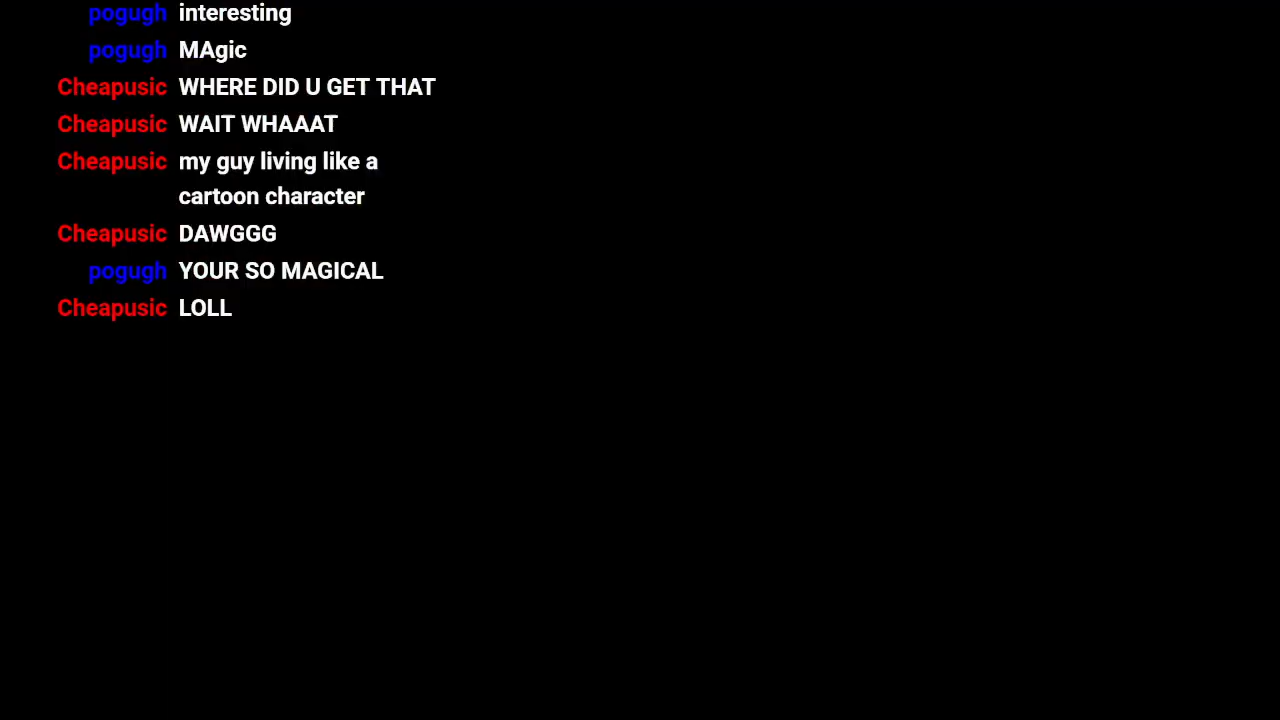 pogugh interesting
pogugh MAgic
Cheapusic WHERE DID U GET THAT
Cheapusic WAIT WHAAAT
Cheapusic my guy living like a
cartoon character
Cheapusic DAWGGG
pogugh YOUR SO MAGICAL
Cheapusic LOLL